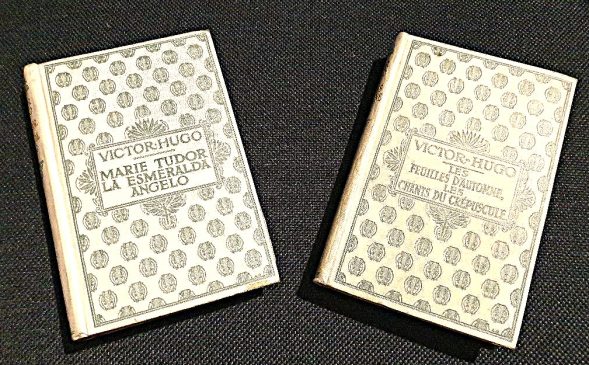 VICTOR·HUGO
MARIE TUDOR
LA ESMERALDA
ANGELO
VICTOR·HUGO
LES
FEUILLES D'AUTOMNE,
LES
CHANTS DU CRÉPUSCULE